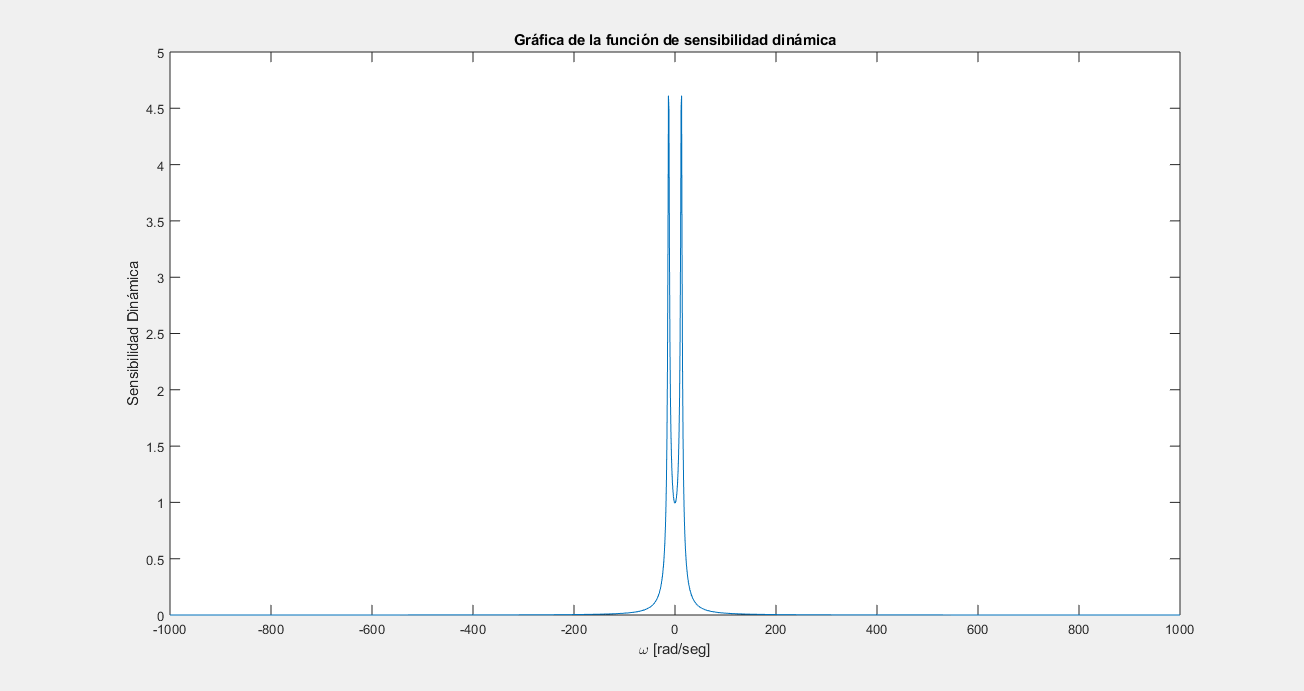 Gráfica de la función de sensibilidad dinámica
5
4.5
4
3.5
3
2.5
2
1.5
1
0.5
0
Sensibilidad Dinámica
-1000 -800 -600 -400 -200 0 200 400 600 800 1000
ω [rad/seg]